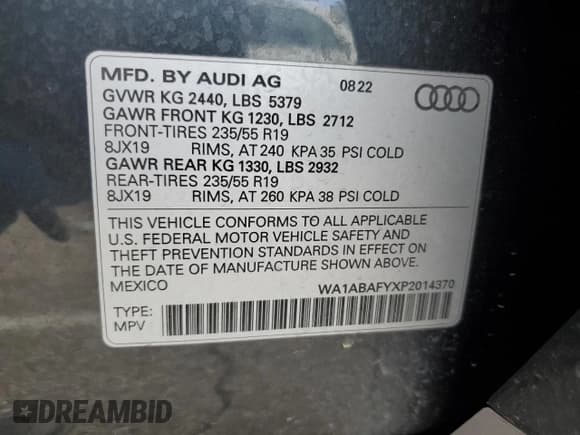 MFD. BY AUDI AG 08 22
GVWR KG 2440, LBS 5379
GAWR FRONT KG 1230, LBS 2712
FRONT-TIRES 235/55 R19
8JX19 RIMS, AT 240 KPA 35 PSI COLD
GAWR REAR KG 1330, LBS 2932
REAR-TIRES 235/55 R19
8JX19 RIMS, AT 260 KPA 38 PSI COLD
THIS VEHICLE CONFORMS TO ALL APPLICABLE
U.S. FEDERAL MOTOR VEHICLE SAFETY AND
THEFT PREVENTION STANDARDS IN EFFECT ON
THE DATE OF MANUFACTURE SHOWN ABOVE.
MEXICO WA1ABAFYXP2014370
TYPE:
MPV
DREAMBID